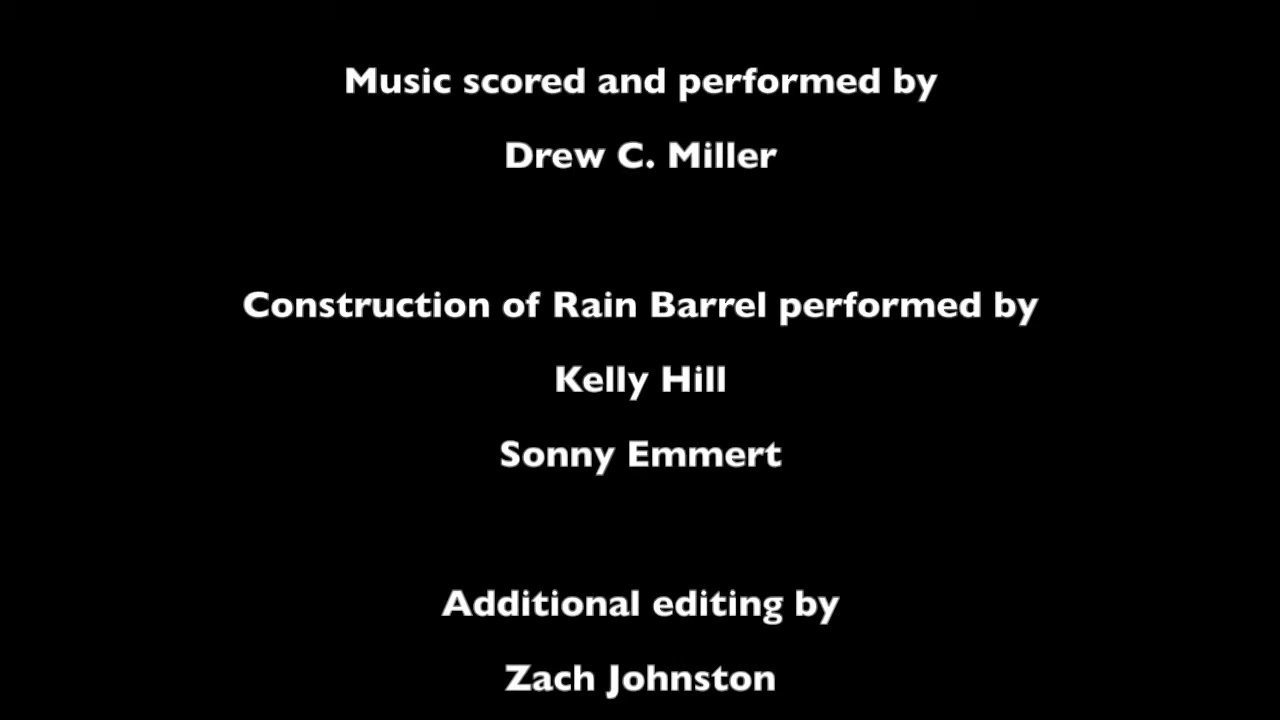 Music scored and performed by
Drew C. Miller
Construction of Rain Barrel performed by
Kelly Hill
Sonny Emmert
Additional editing by
Zach Johnston